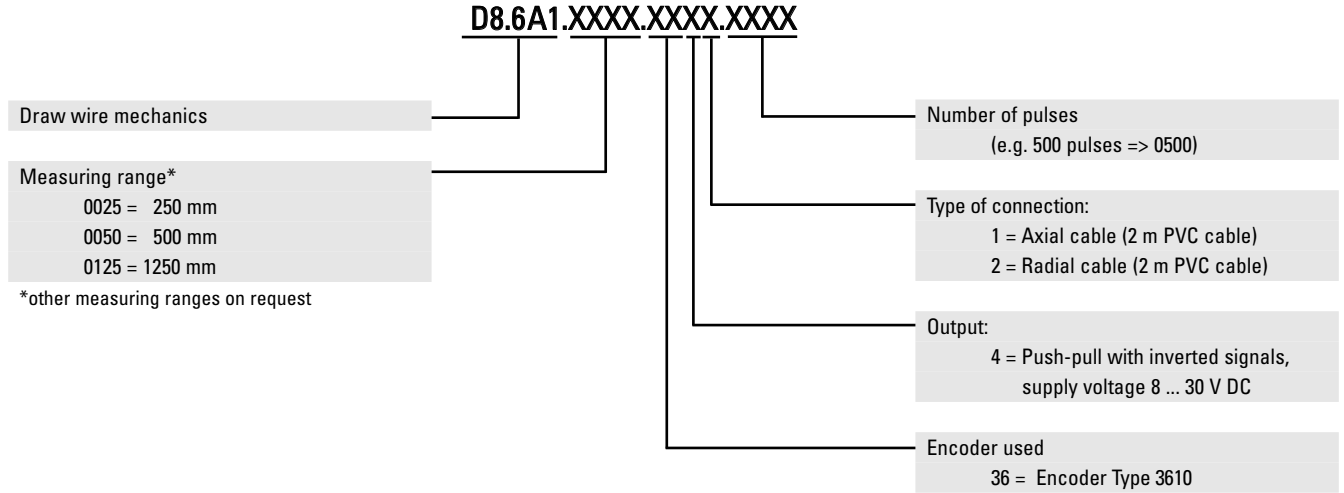 D8.6A1.XXXX.XXXX.XXXX
Draw wire mechanics
Measuring range*
0025 = 250 mm
0050 = 500 mm
0125 = 1250 mm
*other measuring ranges on request
Number of pulses
(e.g. 500 pulses => 0500)
Type of connection:
1 = Axial cable (2 m PVC cable)
2 = Radial cable (2 m PVC cable)
Output:
4 = Push-pull with inverted signals,
supply voltage 8 ... 30 V DC
Encoder used
36 = Encoder Type 3610